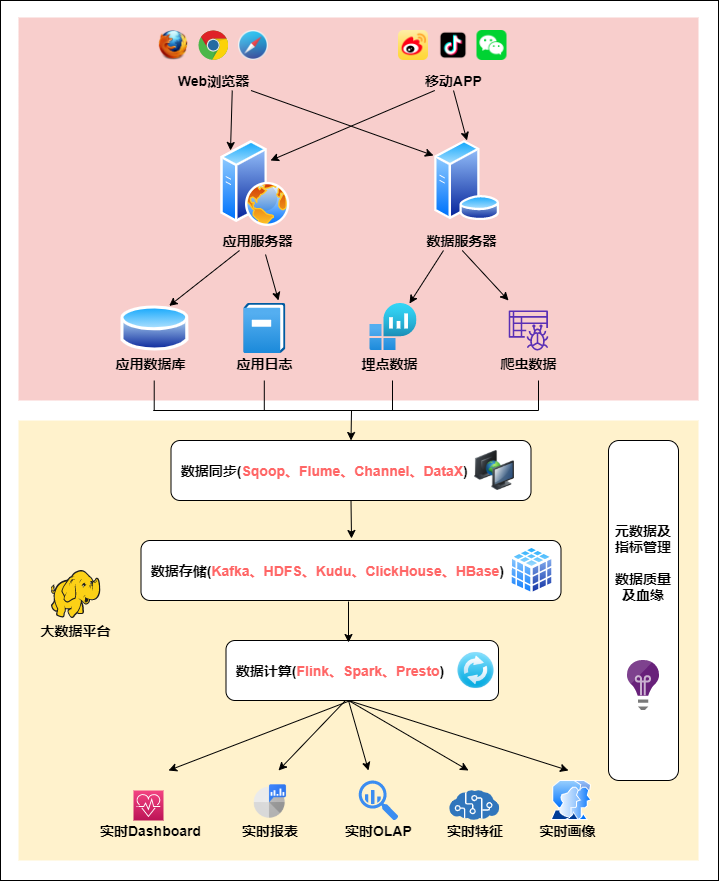 Web浏览器
移动APP
应用服务器
数据服务器
应用数据库
应用日志
埋点数据
爬虫数据
数据同步(Sqoop、Flume、Channel、DataX)
数据存储(Kafka、HDFS、Kudu、ClickHouse、HBase)
大数据平台
数据计算(Flink、Spark、Presto)
元数据及
指标管理
数据质量
及血缘
实时Dashboard
实时报表
实时OLAP
实时特征
实时画像